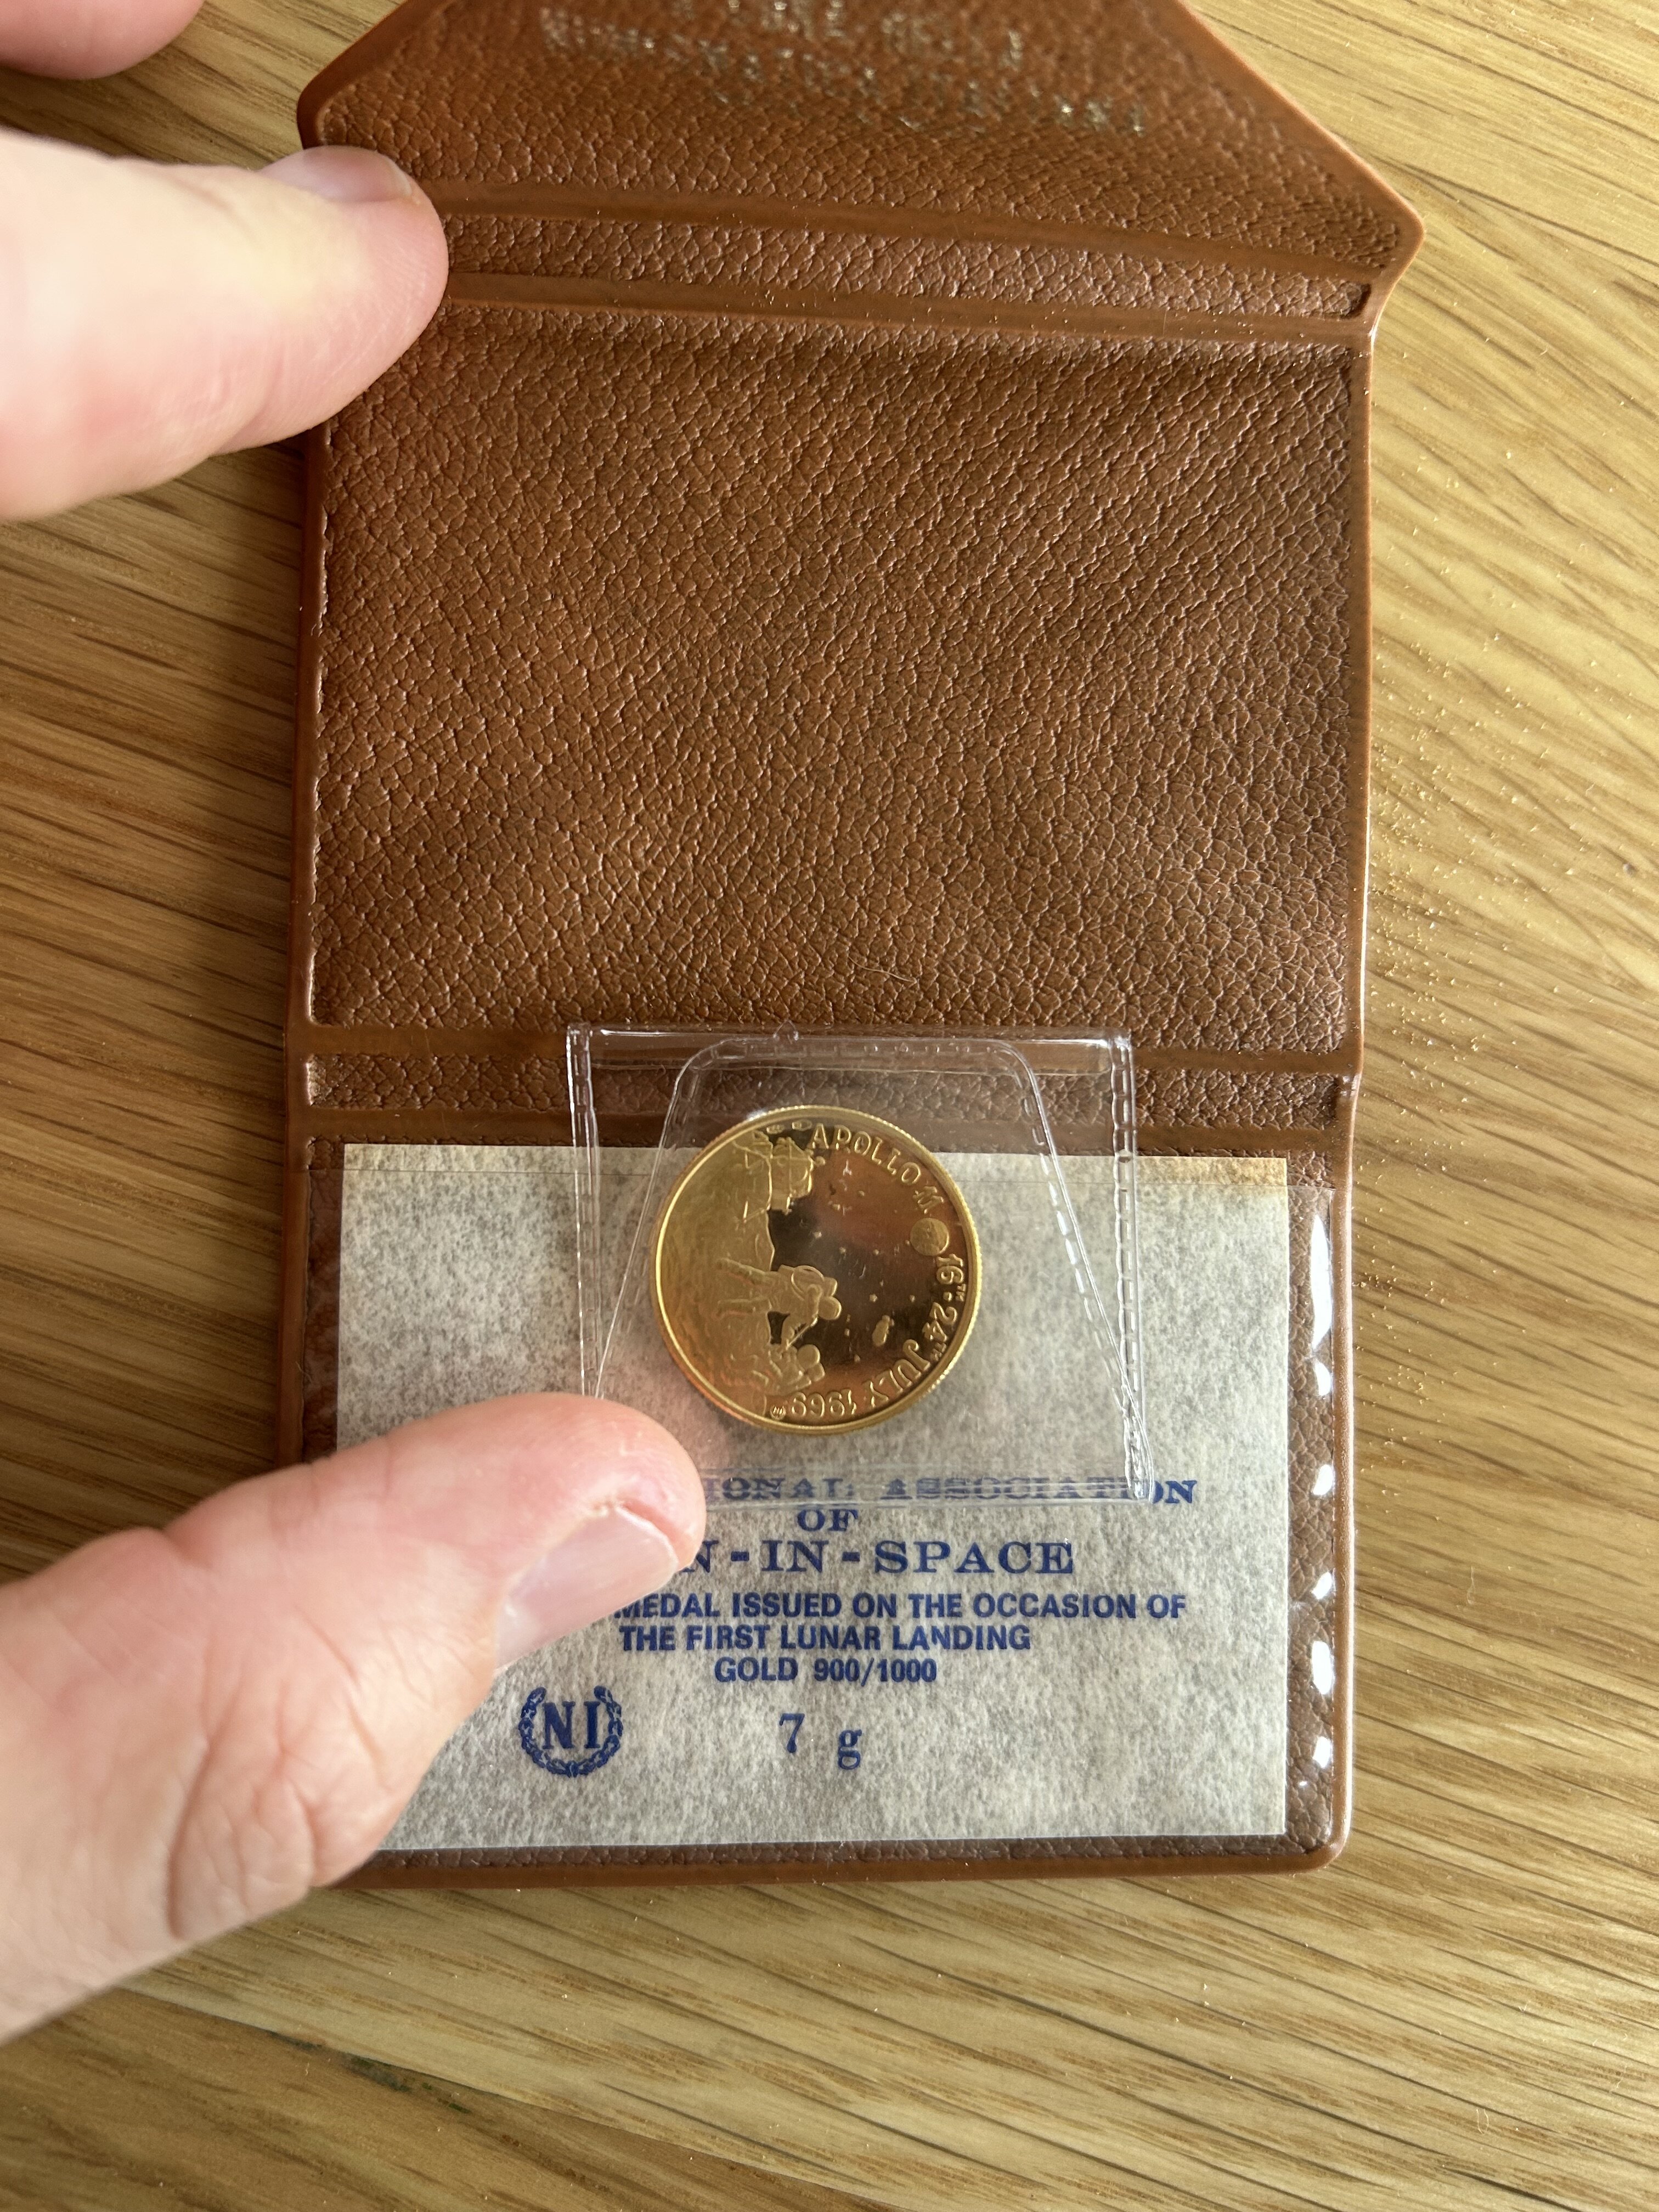 APOLLO 11 16TH-24TH JULY 1969
IONAL ASSOCIATION
OF
N-IN-SPACE
MEDAL ISSUED ON THE OCCASION OF
THE FIRST LUNAR LANDING
GOLD 900/1000
NI
7 g